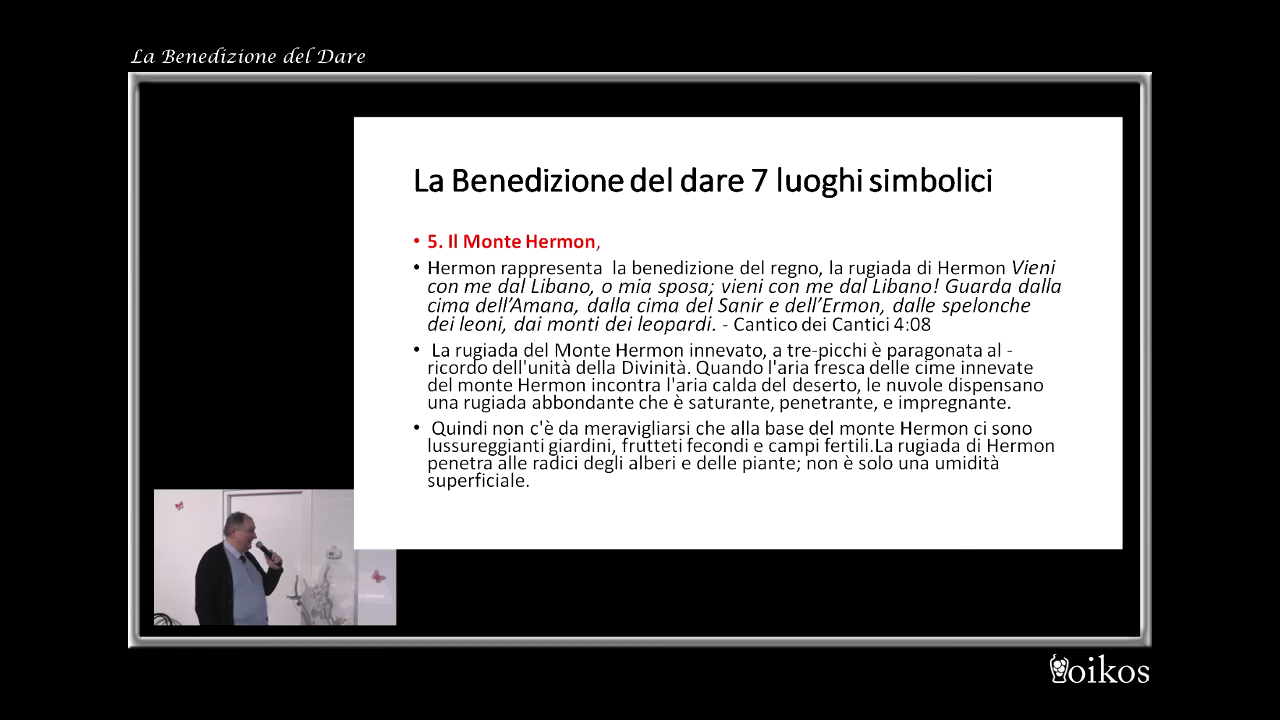 La Benedizione del Dare
La Benedizione del dare 7 luoghi simbolici
• 5. Il Monte Hermon,
• Hermon rappresenta  la benedizione del regno, la rugiada di Hermon Vieni
con me dal Libano, o mia sposa; vieni con me dal Libano! Guarda dalla
cima dell'Amana, dalla cima del Sanir e dell'Ermon, dalle spelonche
dei leoni, dai monti dei leopardi. - Cantico dei Cantici 4:08
• La rugiada del Monte Hermon innevato, a tre-picchi è paragonata al -
ricordo dell'unità della Divinità. Quando l'aria fresca delle cime innevate
del monte Hermon incontra l'aria calda del deserto, le nuvole dispensano
una rugiada abbondante che è saturante, penetrante, e impregnante.
• Quindi non c'è da meravigliarsi che alla base del monte Hermon ci sono
lussureggianti giardini, frutteti fecondi e campi fertili.La rugiada di Hermon
penetra alle radici degli alberi e delle piante; non è solo una umidità
superficiale.
oikos